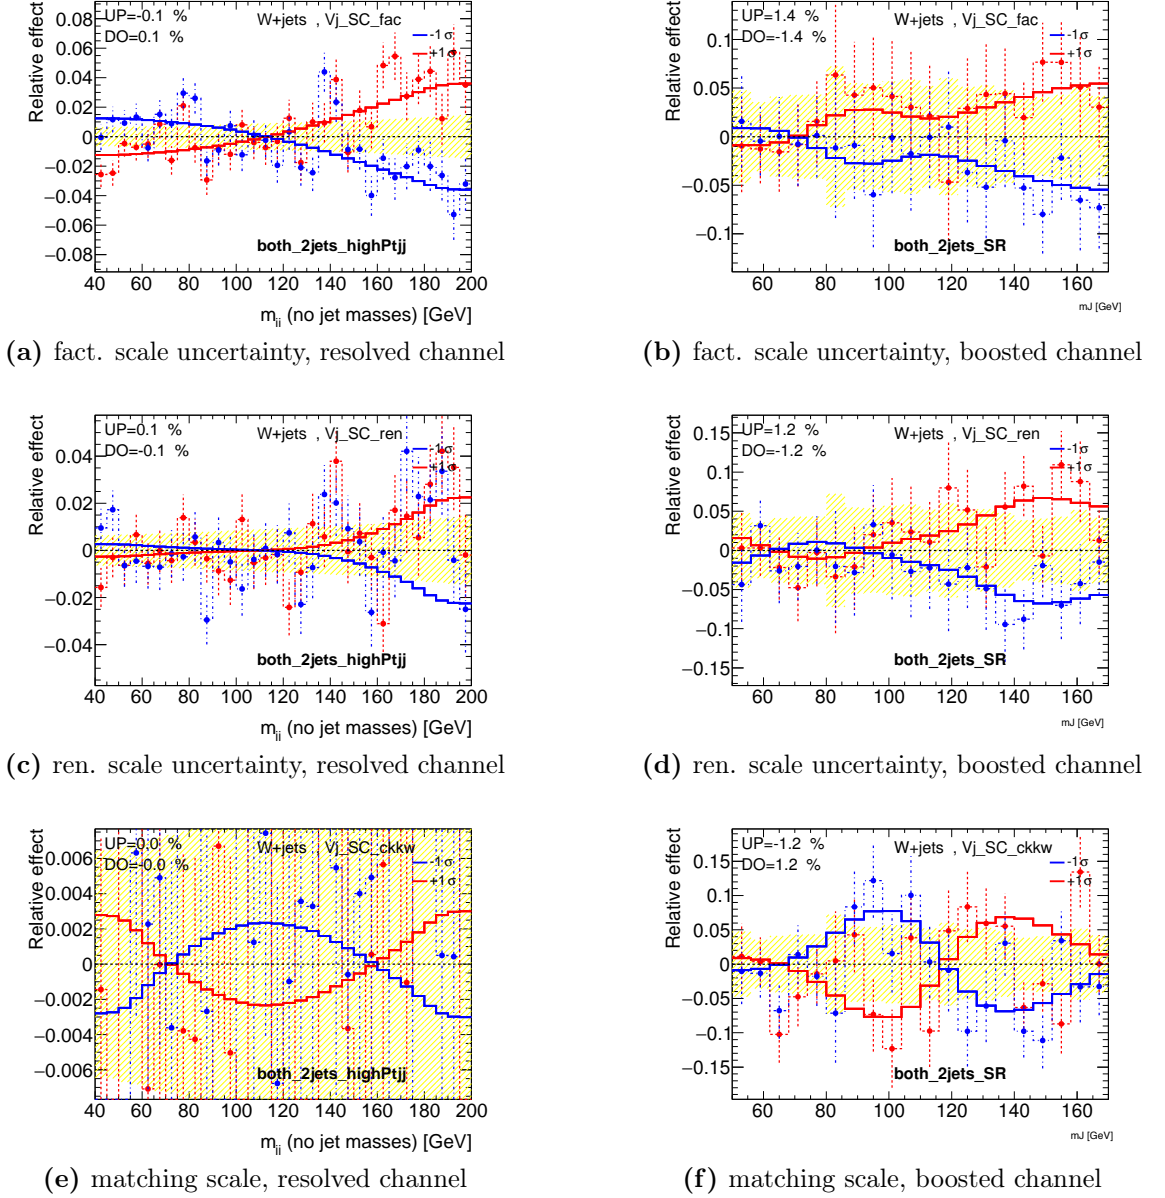 Relative effect
0.08
0.06
0.04
0.02
0
−0.02
−0.04
−0.06
−0.08
UP=-0.1 %
DO=0.1 %
W+jets , Vj_SC_fac
-1σ
+1σ
both_2jets_highPtjj
40 60 80 100 120 140 160 180 200
m_jj (no jet masses) [GeV]
Relative effect
0.1
0.05
0
−0.05
−0.1
UP=1.4 %
DO=-1.4 %
W+jets , Vj_SC_fac
-1σ
+1σ
both_2jets_SR
60 80 100 120 140 160
mJ [GeV]
(a) fact. scale uncertainty, resolved channel
(b) fact. scale uncertainty, boosted channel
Relative effect
0.04
0.02
0
−0.02
−0.04
UP=0.1 %
DO=-0.1 %
W+jets , Vj_SC_ren
-1σ
+1σ
both_2jets_highPtjj
40 60 80 100 120 140 160 180 200
m_jj (no jet masses) [GeV]
Relative effect
0.15
0.1
0.05
0
−0.05
−0.1
−0.15
UP=1.2 %
DO=-1.2 %
W+jets , Vj_SC_ren
-1σ
+1σ
both_2jets_SR
60 80 100 120 140 160
mJ [GeV]
(c) ren. scale uncertainty, resolved channel
(d) ren. scale uncertainty, boosted channel
Relative effect
0.006
0.004
0.002
0
−0.002
−0.004
−0.006
UP=0.0 %
DO=-0.0 %
W+jets , Vj_SC_ckkw
-1σ
+1σ
both_2jets_highPtjj
40 60 80 100 120 140 160 180 200
m_jj (no jet masses) [GeV]
Relative effect
0.15
0.1
0.05
0
−0.05
−0.1
−0.15
UP=-1.2 %
DO=1.2 %
W+jets , Vj_SC_ckkw
-1σ
+1σ
both_2jets_SR
60 80 100 120 140 160
mJ [GeV]
(e) matching scale, resolved channel
(f) matching scale, boosted channel